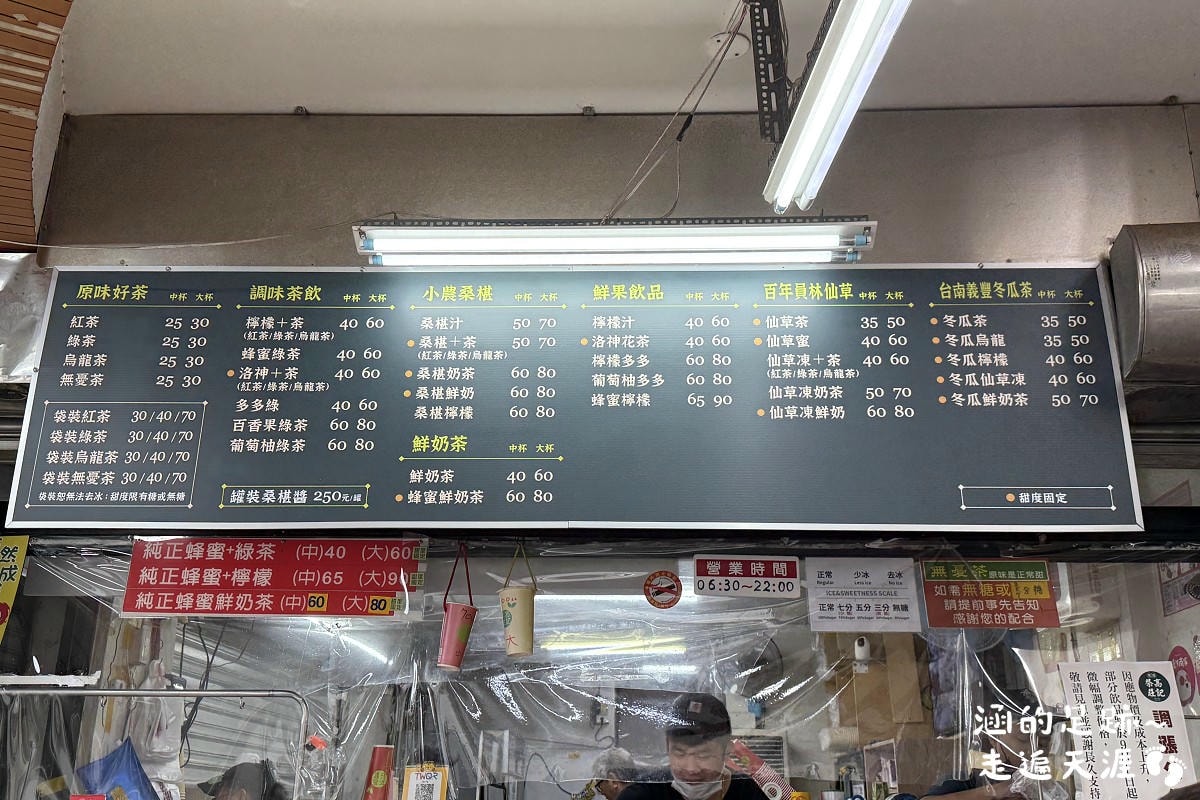 原味好茶 中杯 大杯
紅茶 25 30
綠茶 25 30
烏龍茶 25 30
無憂茶 25 30
袋裝紅茶 30/40/70
袋裝綠茶 30/40/70
袋裝烏龍茶 30/40/70
袋裝無憂茶 30/40/70
袋裝恕無法去冰:甜度限有糖或無糖
調味茶飲 中杯 大杯
檸檬+茶 40 60
(紅茶/綠茶/烏龍茶)
蜂蜜綠茶 40 60
洛神+茶 40 60
(紅茶/綠茶/烏龍茶)
多多綠 40 60
百香果綠茶 60 80
葡萄柚綠茶 60 80
罐裝桑椹醬 250元/罐
小農桑椹 中杯 大杯
桑椹汁 50 70
桑椹+茶 50 70
(紅茶/綠茶/烏龍茶)
桑椹奶茶 60 80
桑椹鮮奶 60 80
桑椹檸檬 60 80
鮮奶茶 中杯 大杯
鮮奶茶 40 60
蜂蜜鮮奶茶 60 80
鮮果飲品 中杯 大杯
檸檬汁 40 60
洛神花茶 40 60
檸檬多多 60 80
葡萄柚多多 60 80
蜂蜜檸檬 65 90
百年員林仙草 中杯 大杯
仙草茶 35 50
仙草蜜 40 60
仙草凍+茶 40 60
(紅茶/綠茶/烏龍茶)
仙草凍奶茶 50 70
仙草凍鮮奶 60 80
台南義豐冬瓜茶 中杯 大杯
冬瓜茶 35 50
冬瓜烏龍 35 50
冬瓜檸檬 40 60
冬瓜仙草凍 40 60
冬瓜鮮奶茶 50 70
甜度固定
純正蜂蜜+綠茶 (中)40 (大)60
純正蜂蜜+檸檬 (中)65 (大)90
純正蜂蜜鮮奶茶 (中)60 (大)80
營業時間
06:30~22:00
正常 少冰 去冰
Regular Less ice No ice
ICE&SWEETNESS SCALE
正常 七分 五分 三分 無糖
無憂茶 原味是正常甜
如需無糖或
請提前事先告知
感謝您的配合
TWQR
調漲
涵的足跡
走遍天涯